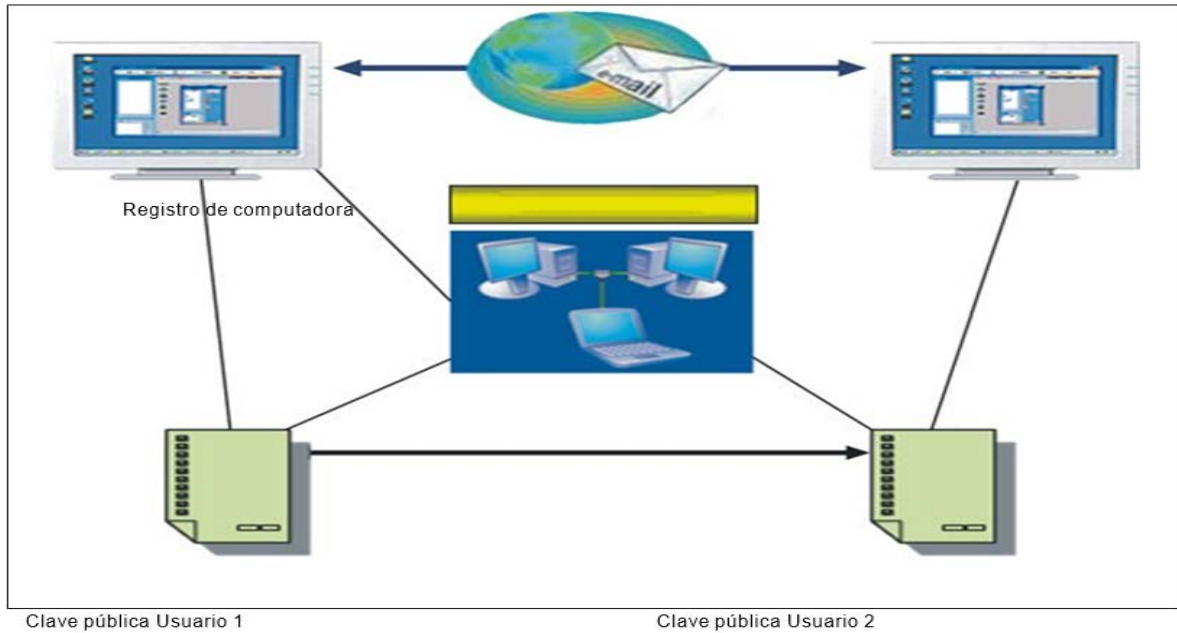 e-mail
Registro de computadora
Clave pública Usuario 1
Clave pública Usuario 2